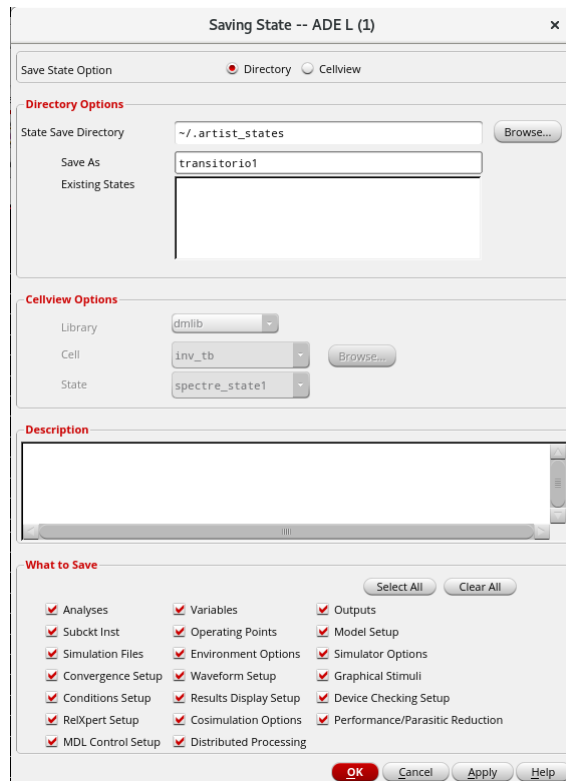 Saving State -- ADE L (1)
Save State Option Directory Cellview
Directory Options
State Save Directory ~/.artist_states Browse...
Save As transitorio1
Existing States
Cellview Options
Library dmlib
Cell inv_tb Browse...
State spectre_state1
Description
What to Save
Select All Clear All
Analyses Variables Outputs
Subckt Inst Operating Points Model Setup
Simulation Files Environment Options Simulator Options
Convergence Setup Waveform Setup Graphical Stimuli
Conditions Setup Results Display Setup Device Checking Setup
RelXpert Setup Cosimulation Options Performance/Parasitic Reduction
MDL Control Setup Distributed Processing
OK Cancel Apply Help